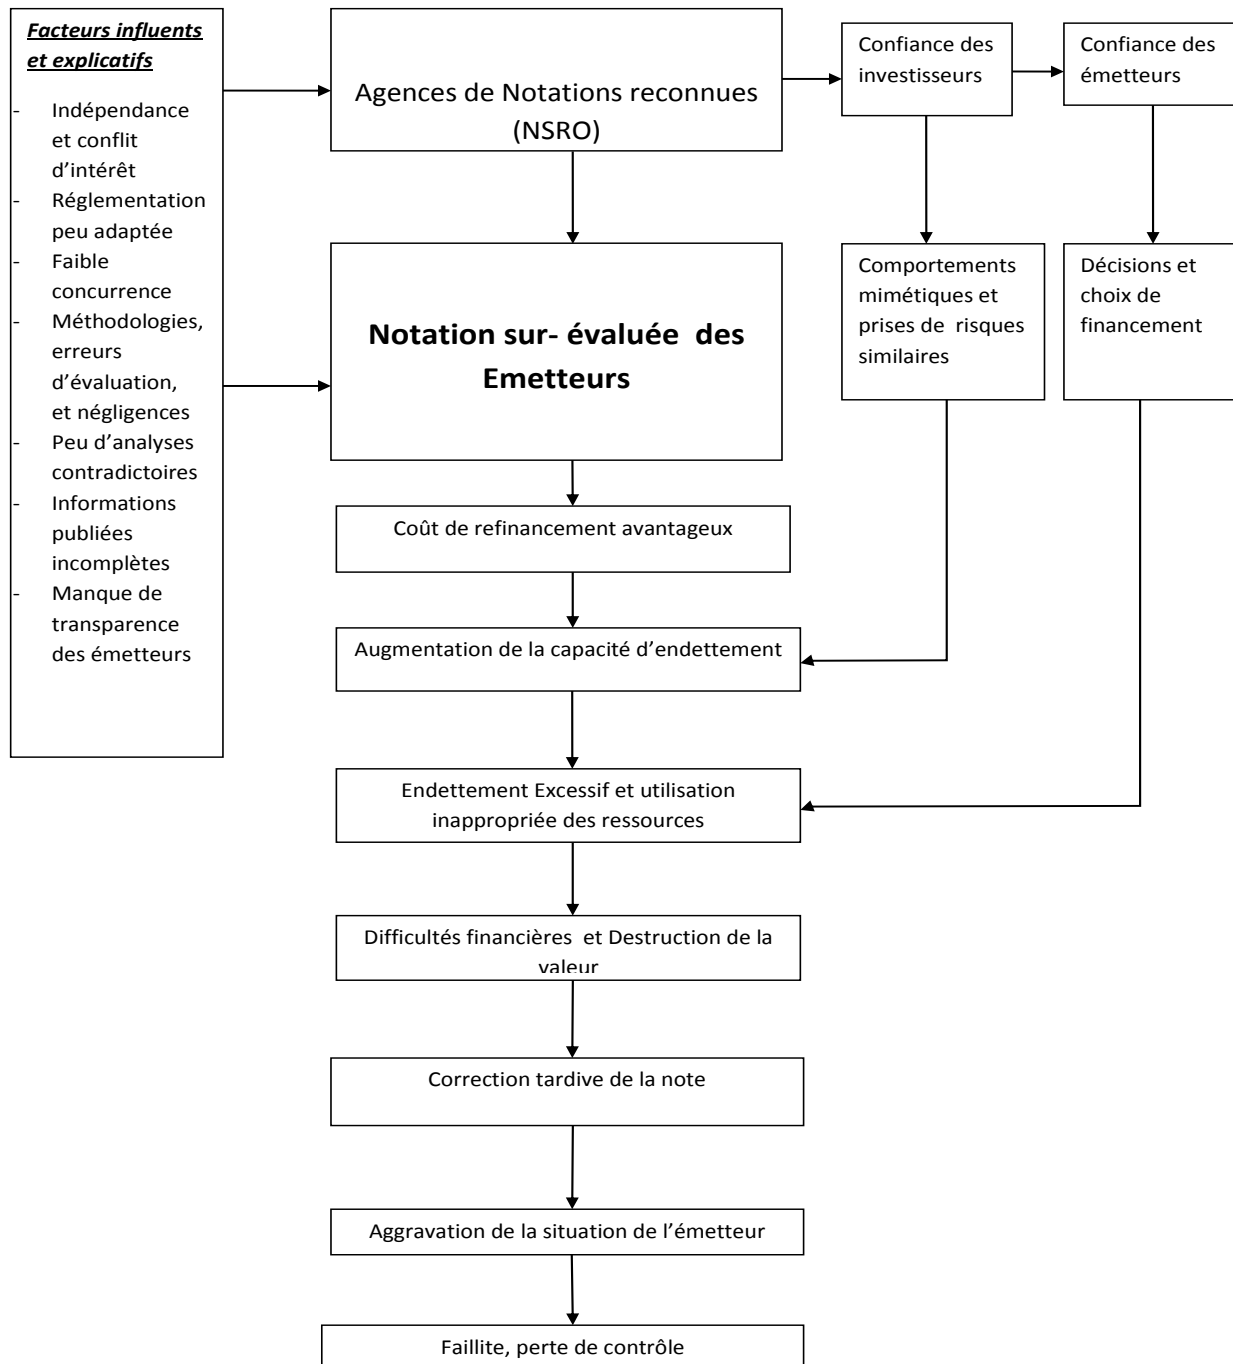 Facteurs influents
et explicatifs
- Indépendance
et conflit
d’intérêt
- Réglementation
peu adaptée
- Faible
concurrence
- Méthodologies,
erreurs
d’évaluation,
et négligences
- Peu d’analyses
contradictoires
- Informations
publiées
incomplètes
- Manque de
transparence
des émetteurs
Agences de Notations reconnues
(NSRO)
Confiance des
investisseurs
Confiance des
émetteurs
Notation sur- évaluée des
Emetteurs
Comportements
mimétiques et
prises de risques
similaires
Décisions et
choix de
financement
Coût de refinancement avantageux
Augmentation de la capacité d’endettement
Endettement Excessif et utilisation
inappropriée des ressources
Difficultés financières et Destruction de la
valeur
Correction tardive de la note
Aggravation de la situation de l’émetteur
Faillite, perte de contrôle